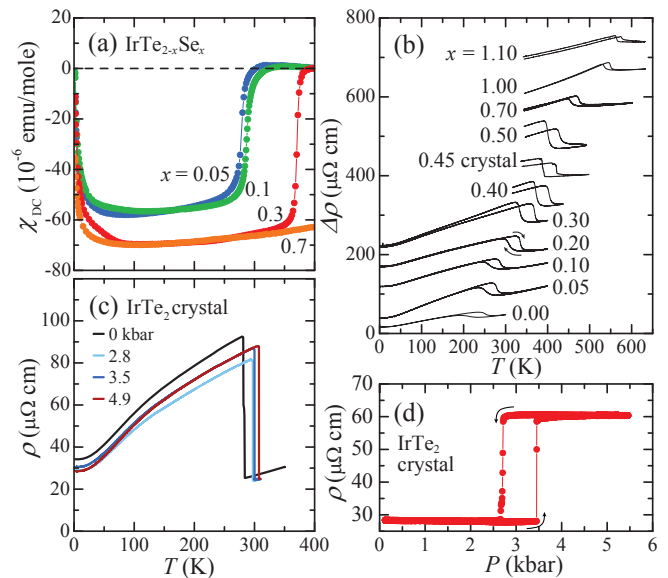 (a) IrTe₂₋ₓSeₓ
0
-20
-40
-60
-80
χ_DC (10⁻⁶ emu/mole)
x = 0.05
0.1
0.3
0.7
(b)
800
600
400
200
0
Δρ (μΩ cm)
x = 1.10
1.00
0.70
0.50
0.45 crystal
0.40
0.30
0.20
0.10
0.05
0.00
0 100 200 300 400 500 600
T (K)
(c) IrTe₂ crystal
0 kbar
2.8
3.5
4.9
100
80
60
40
20
0
ρ (μΩ cm)
0 100 200 300 400
T (K)
(d)
IrTe₂
crystal
70
60
50
40
30
ρ (μΩ cm)
0 1 2 3 4 5 6
P (kbar)